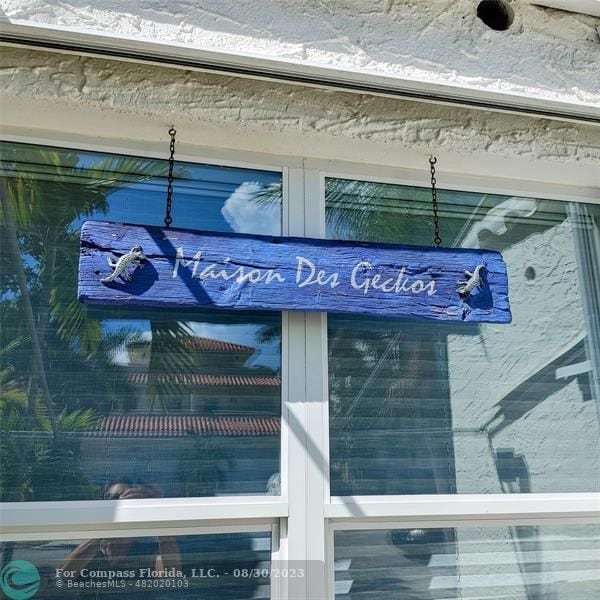 Maison Des Geckos
For Compass Florida, LLC. - 08/30 2023
© BeachesMLS - 482020103